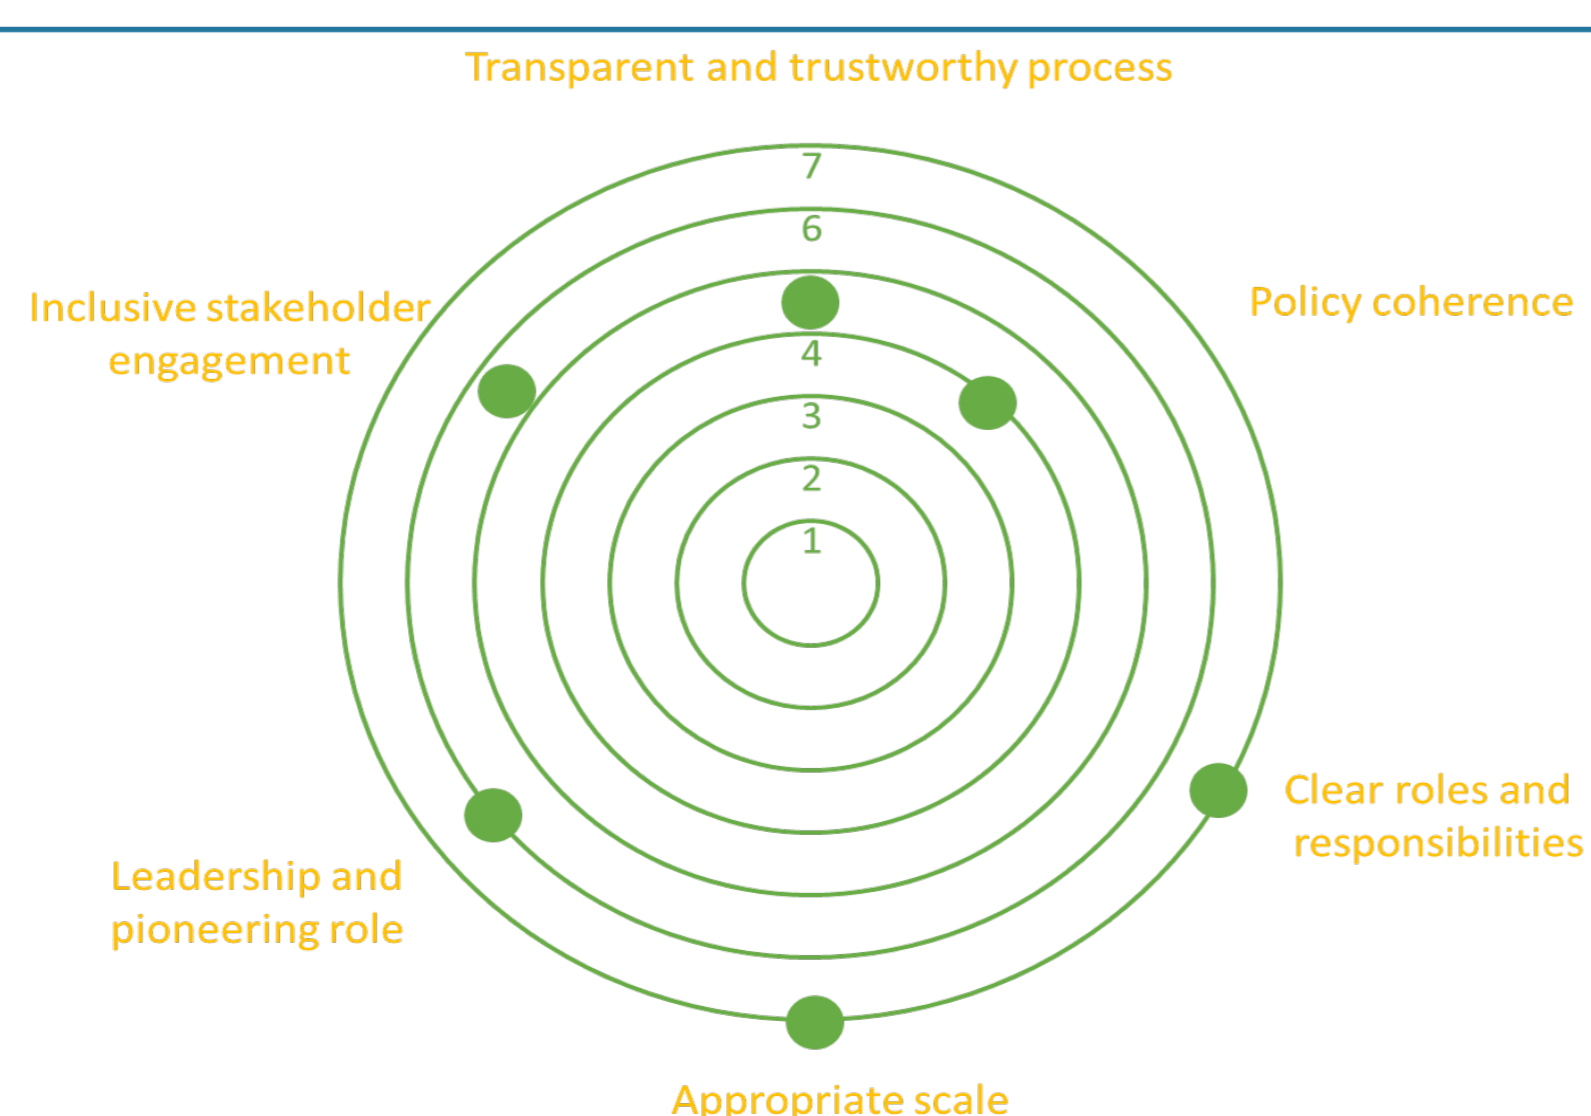 Transparent and trustworthy process
7
6
4
3
2
1
Inclusive stakeholder
engagement
Policy coherence
Clear roles and
responsibilities
Leadership and
pioneering role
Appropriate scale